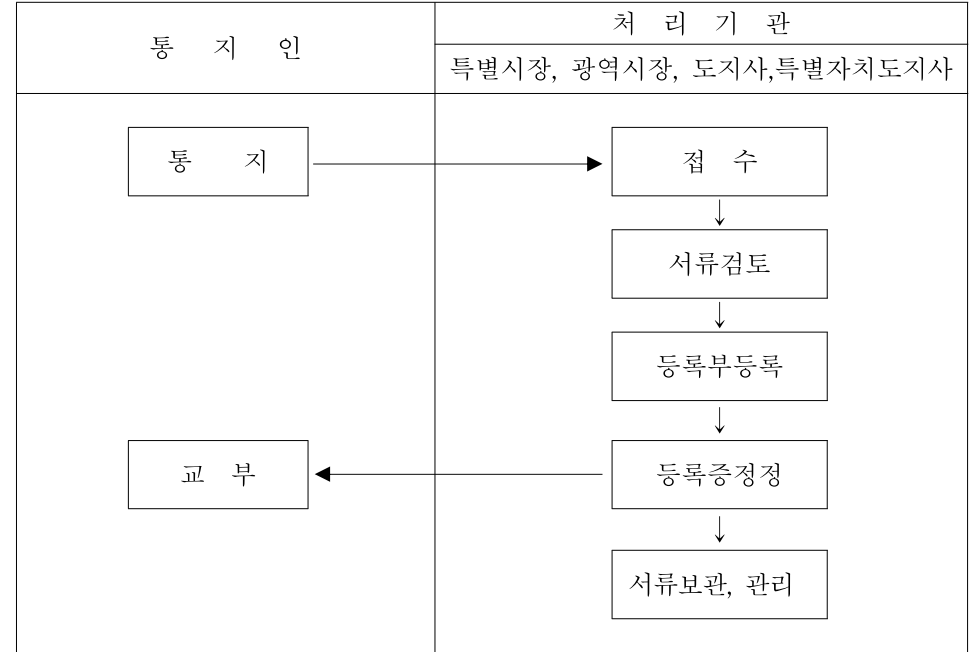 통 지 인
처 리 기 관
특별시장, 광역시장, 도지사,특별자치도지사
통 지
접 수
서류검토
등록부등록
교 부
등록증정정
서류보관, 관리